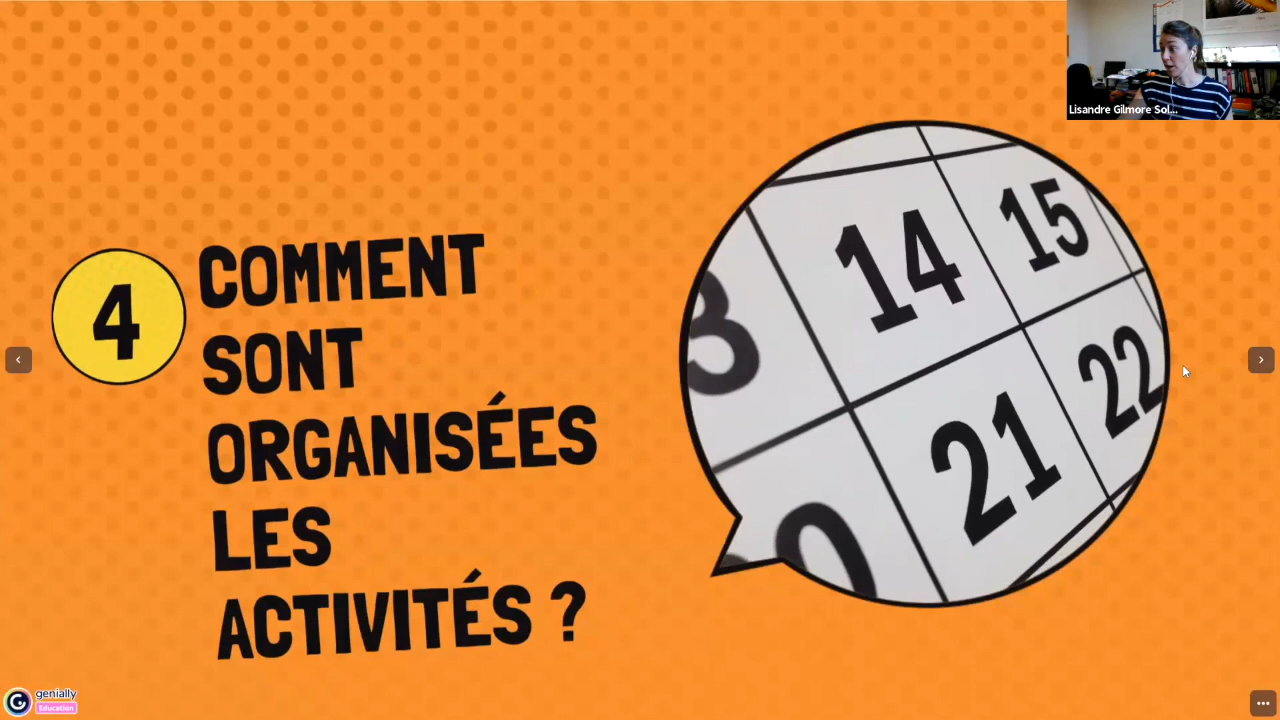 Lisandre Gilmore Sol...
4
COMMENT
SONT
ORGANISÉES
LES
ACTIVITÉS ?
14
15
21
22
genially
Education